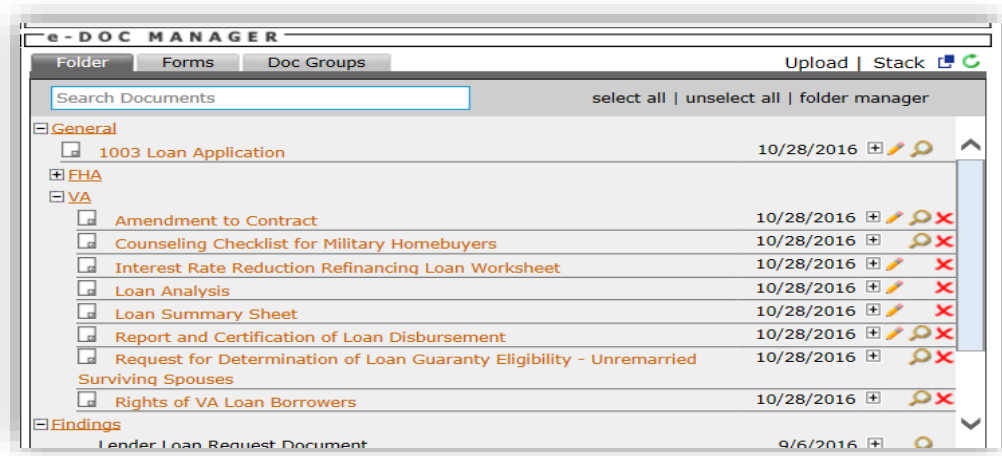 e-DOC MANAGER
Folder Forms Doc Groups Upload | Stack
Search Documents select all | unselect all | folder manager
General
1003 Loan Application 10/28/2016
FHA
VA
Amendment to Contract 10/28/2016
Counseling Checklist for Military Homebuyers 10/28/2016
Interest Rate Reduction Refinancing Loan Worksheet 10/28/2016
Loan Analysis 10/28/2016
Loan Summary Sheet 10/28/2016
Report and Certification of Loan Disbursement 10/28/2016
Request for Determination of Loan Guaranty Eligibility - Unremarried 10/28/2016
Surviving Spouses
Rights of VA Loan Borrowers 10/28/2016
Findings
Lender Loan Request Document 9/6/2016